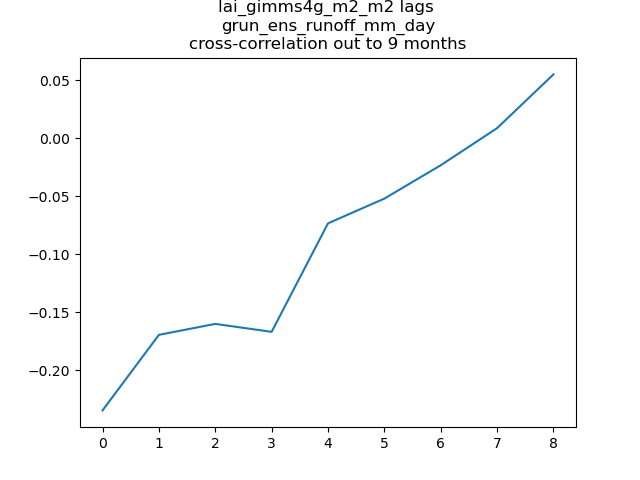 lai_gimms4g_m2_m2 lags
grun_ens_runoff_mm_day
cross-correlation out to 9 months
0.05
0.00
−0.05
−0.10
−0.15
−0.20
0 1 2 3 4 5 6 7 8